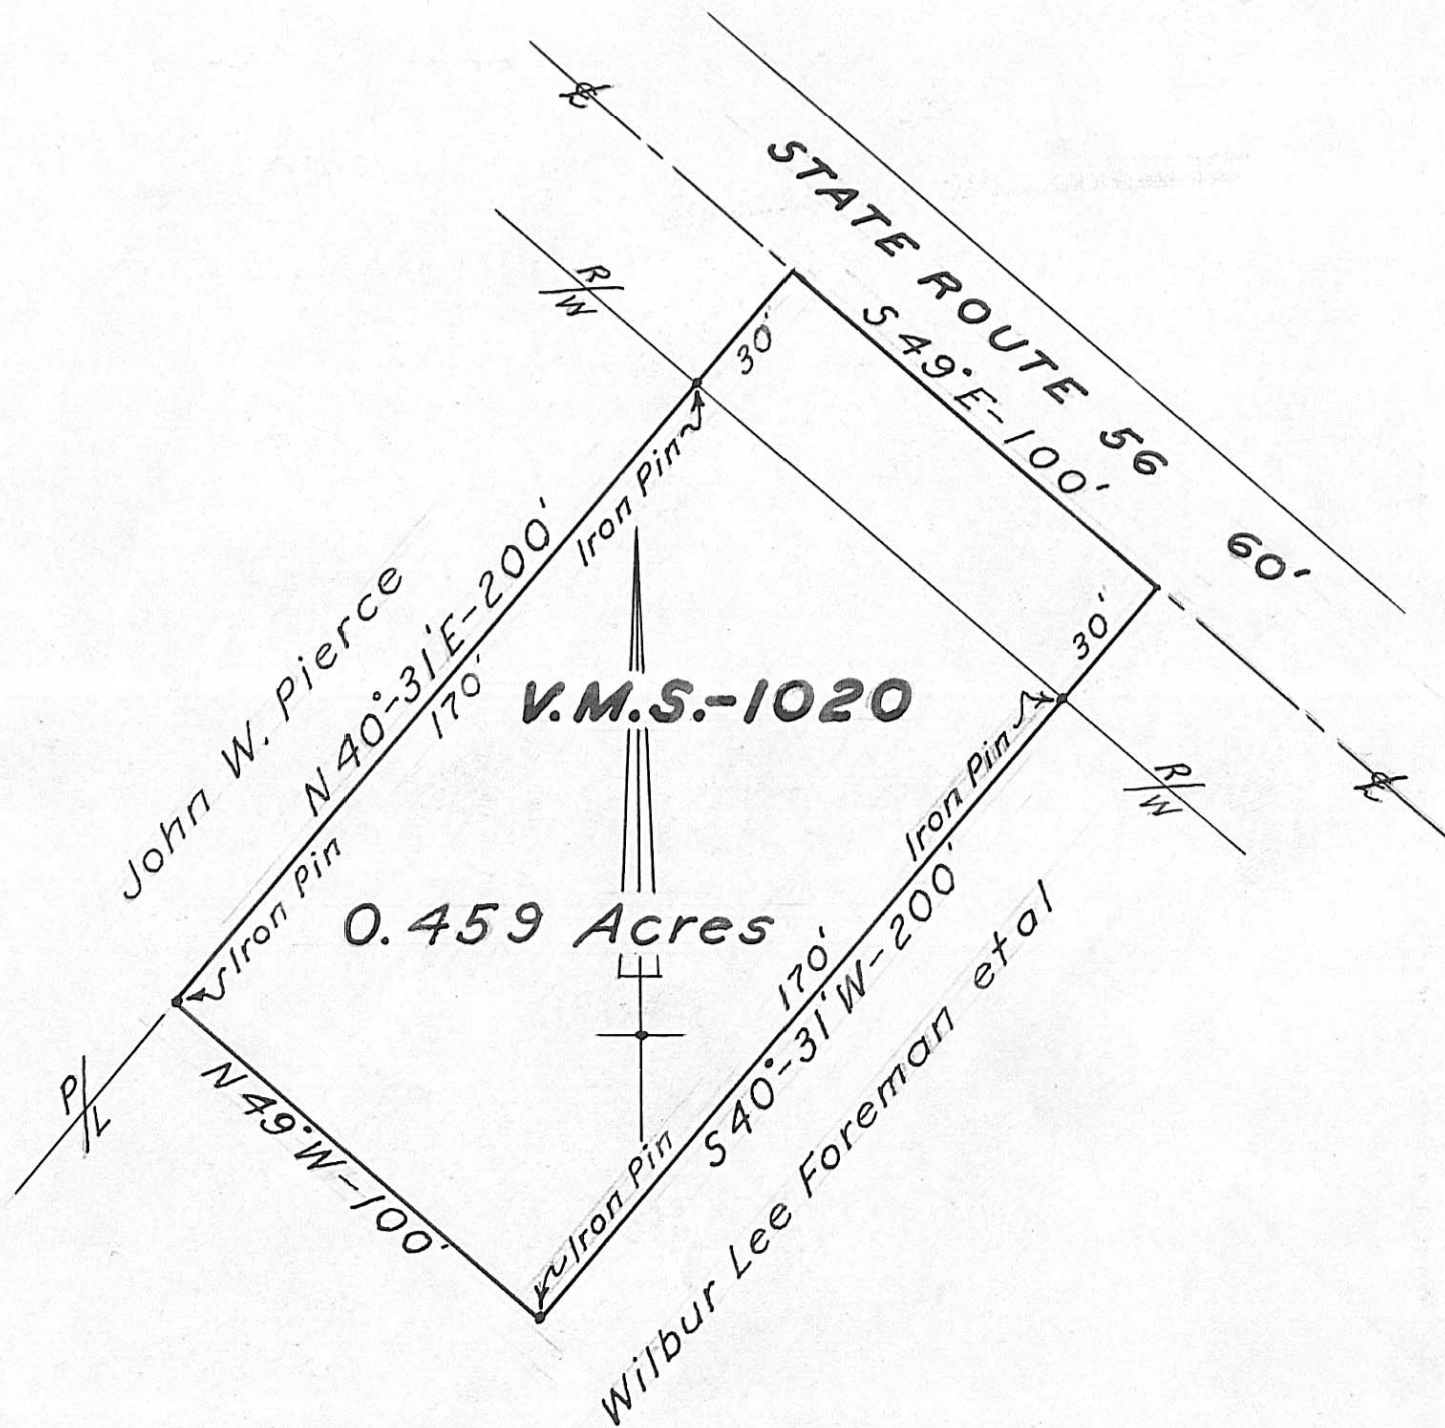 ℄
STATE ROUTE 56
60'
R/W
30'
S 49° E-100'
Iron Pin
N 40°-31' E-200'
170'
John W. Pierce
V.M.S.-1020
30'
Iron Pin
R/W
℄
Iron Pin
0.459 Acres
170'
S 40°-31' W-200'
Wilbur Lee Foreman et al
P/L
N 49° W-100'
Iron Pin